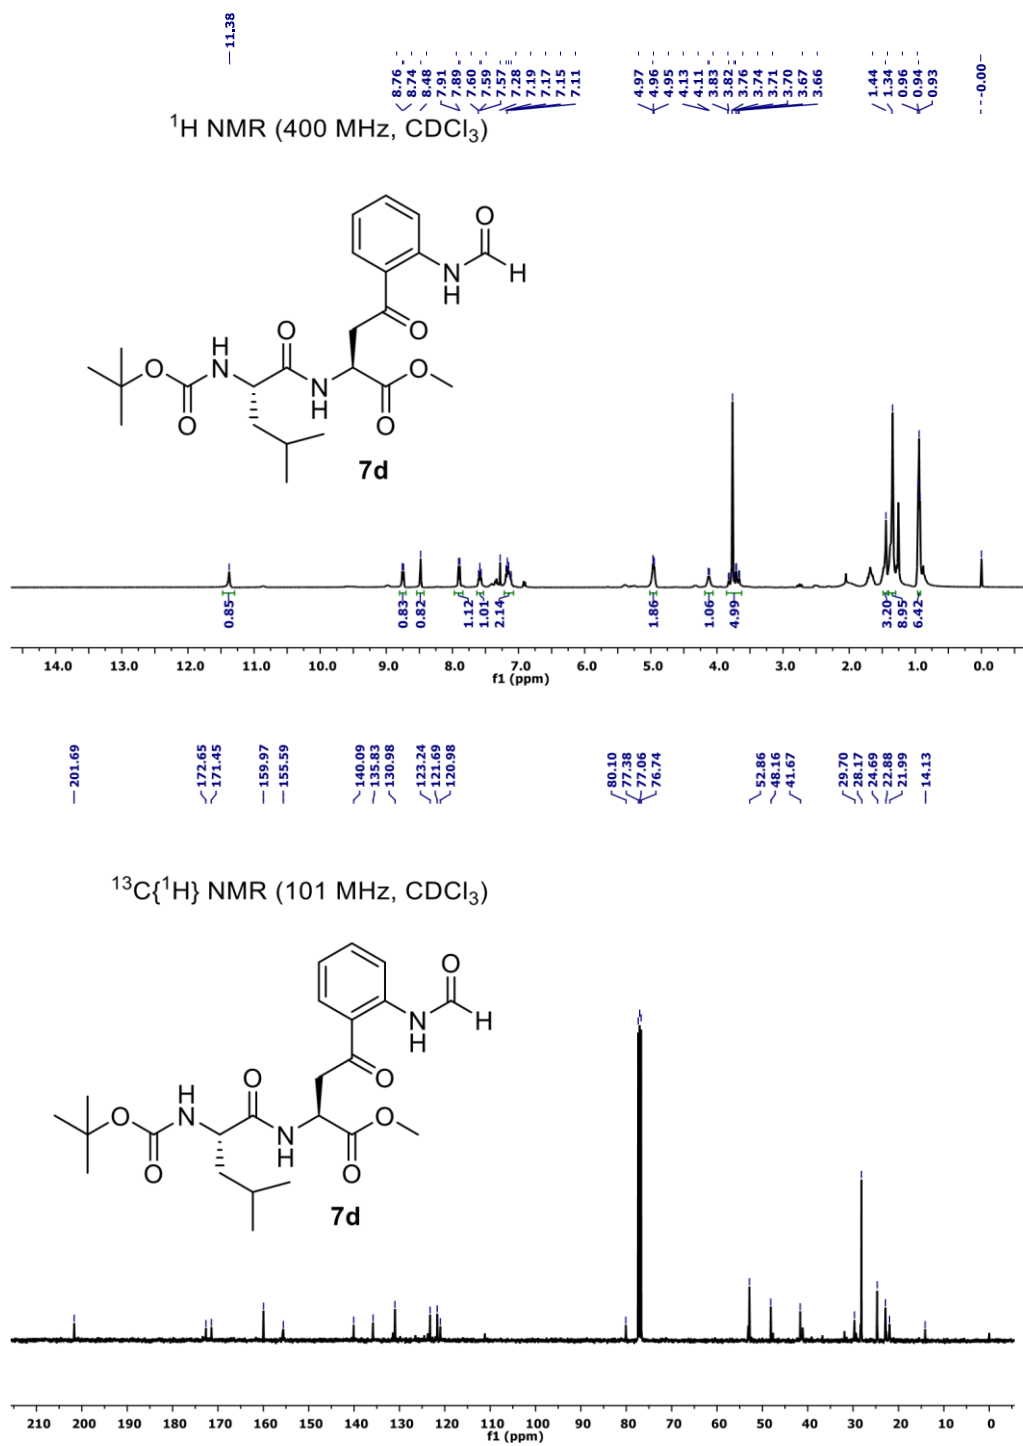 11.38
8.76
8.74
8.48
7.91
7.89
7.60
7.59
7.57
7.28
7.19
7.17
7.15
7.11
4.97
4.96
4.95
4.13
4.11
3.83
3.82
3.76
3.74
3.71
3.70
3.67
3.66
1.44
1.34
0.96
0.94
0.93
-0.00
¹H NMR (400 MHz, CDCl₃)
O
N
H
H
O
O
H
N
O
N
H
O
O
O
7d
0.85
0.83
0.82
1.12
1.01
2.14
1.86
1.06
4.99
3.20
8.95
6.42
14.0 13.0 12.0 11.0 10.0 9.0 8.0 7.0 6.0 5.0 4.0 3.0 2.0 1.0 0.0
f1 (ppm)
201.69
172.65
171.45
159.97
155.59
140.09
135.83
130.98
123.24
121.69
120.98
80.10
77.38
77.06
76.74
52.86
48.16
41.67
29.70
28.17
24.69
22.88
21.99
14.13
¹³C{¹H} NMR (101 MHz, CDCl₃)
O
N
H
H
O
O
H
N
O
N
H
O
O
O
7d
210 200 190 180 170 160 150 140 130 120 110 100 90 80 70 60 50 40 30 20 10 0
f1 (ppm)